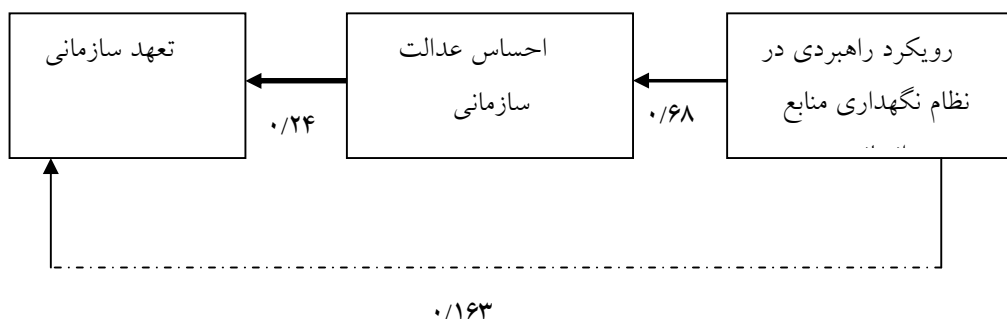 رویکرد راهبردی در
نظام نگهداری منابع
۰/۶۸
احساس عدالت
سازمانی
۰/۲۴
تعهد سازمانی
۰/۱۶۳